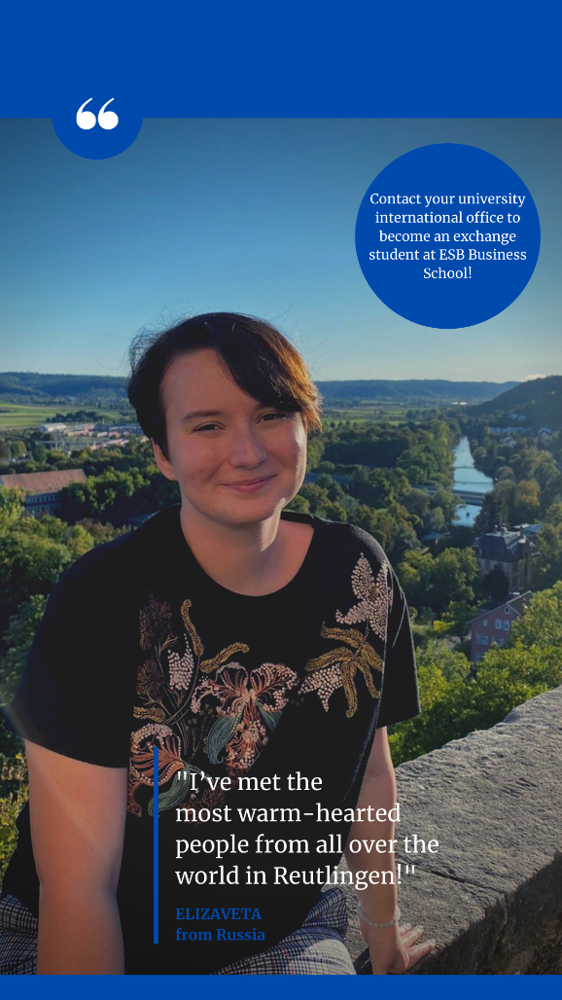 “
Contact your university
international office to
become an exchange
student at ESB Business
School!
"I’ve met the
most warm-hearted
people from all over the
world in Reutlingen!"
ELIZAVETA
from Russia